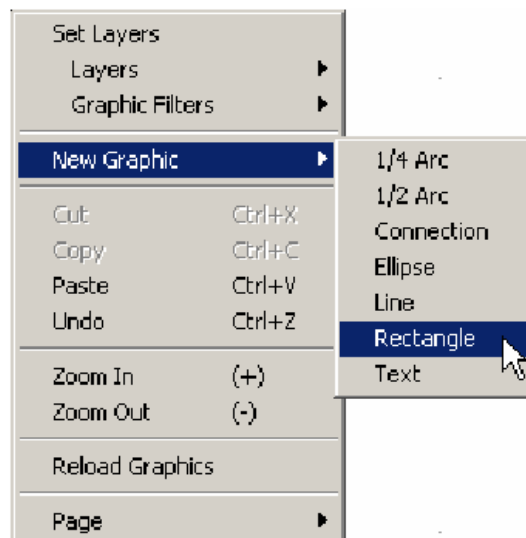 Set Layers
Layers
Graphic Filters
New Graphic
Cut Ctrl+X
Copy Ctrl+C
Paste Ctrl+V
Undo Ctrl+Z
Zoom In (+)
Zoom Out (-)
Reload Graphics
Page
1/4 Arc
1/2 Arc
Connection
Ellipse
Line
Rectangle
Text